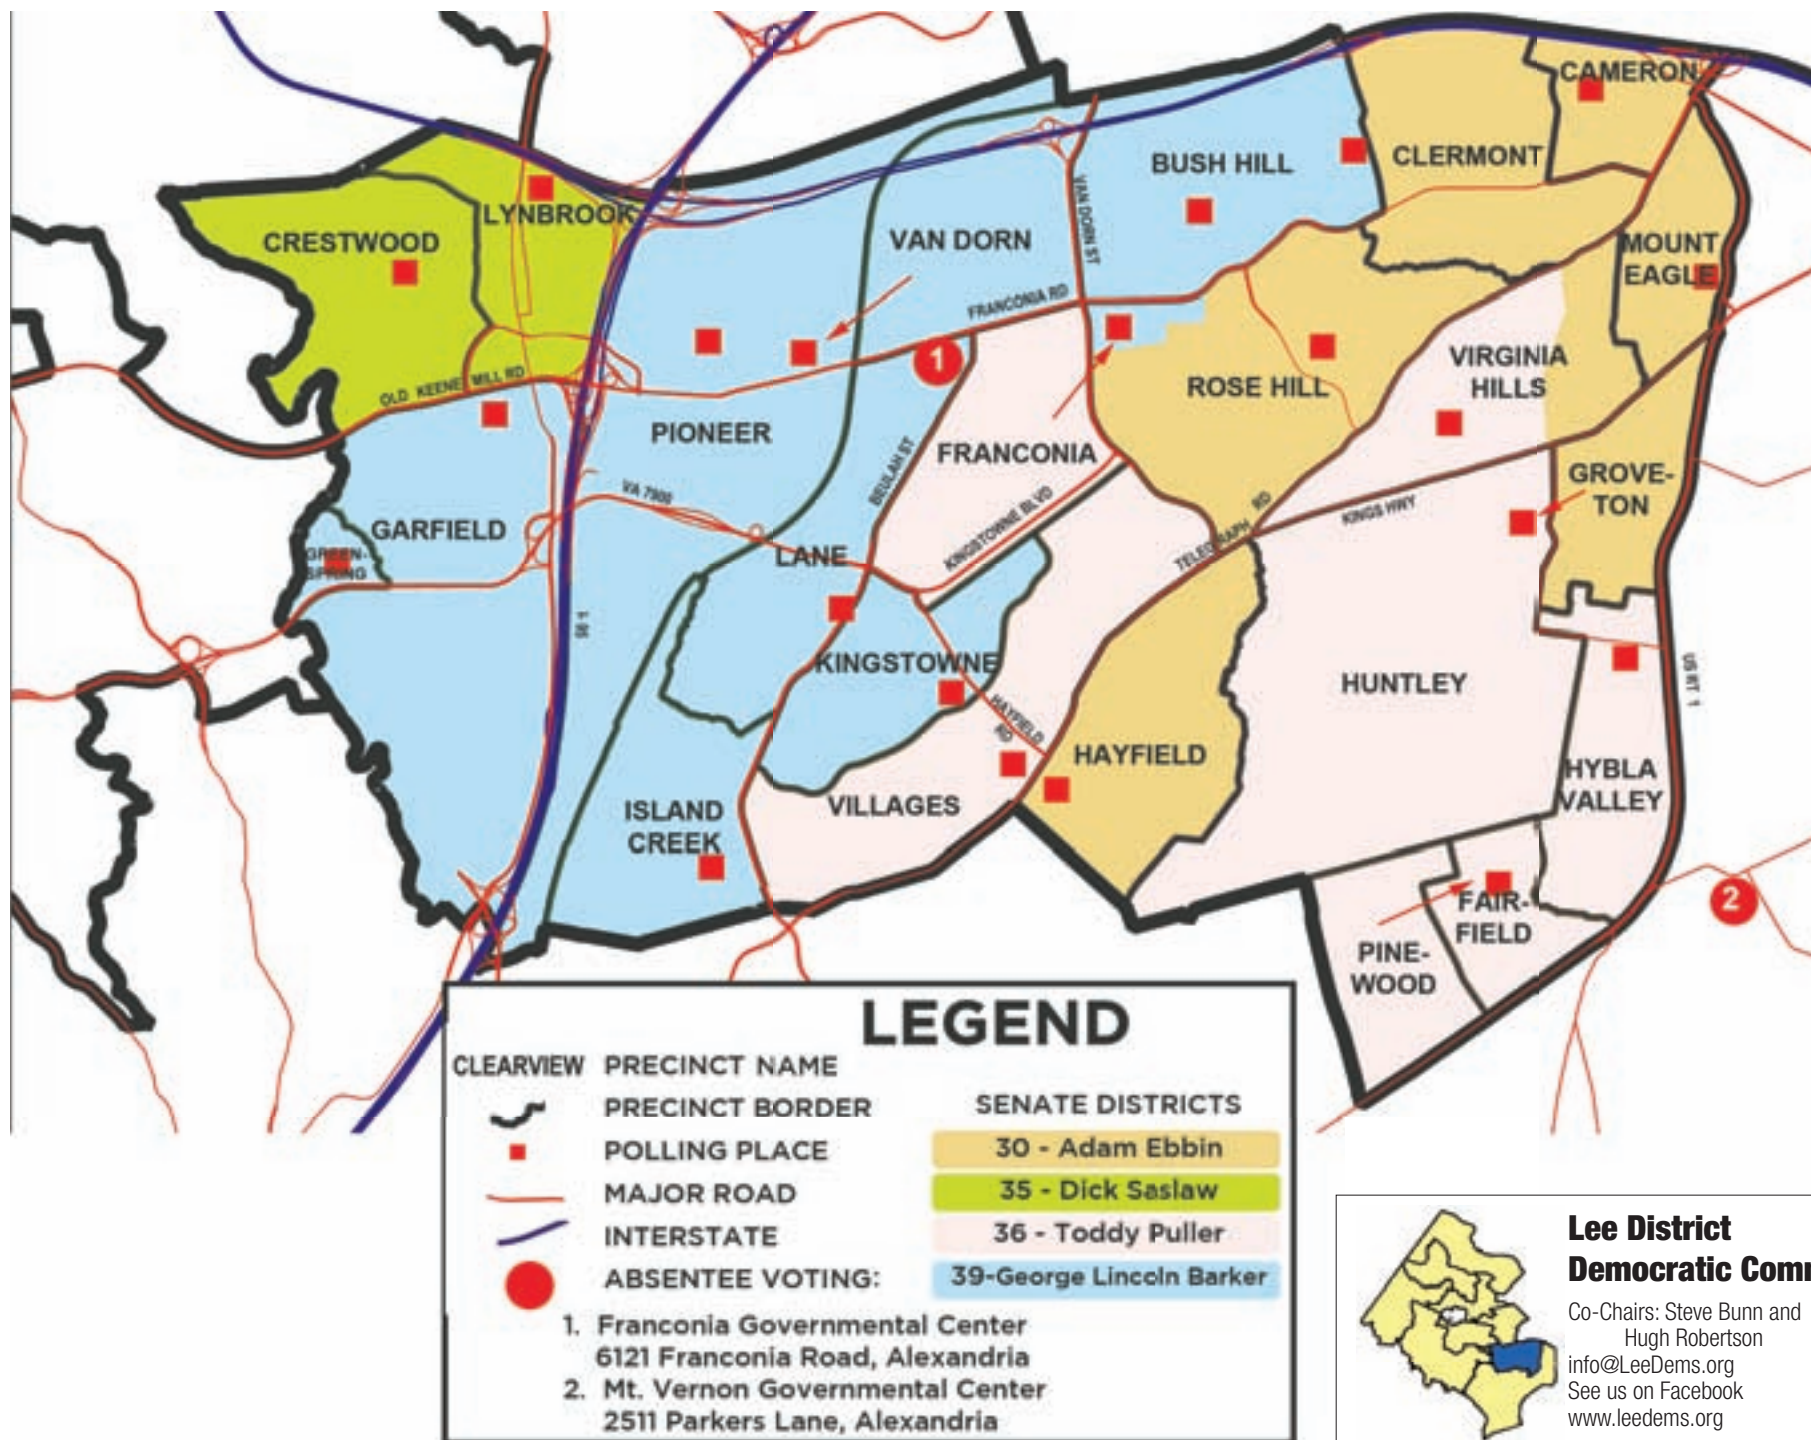 CAMERON
BUSH HILL
CLERMONT
LYNBROOK
CRESTWOOD
VAN DORN
VAN DORN ST
MOUNT
EAGLE
FRANCONIA RD
1
OLD KEENE MILL RD
PIONEER
BEULAH ST
FRANCONIA
ROSE HILL
VIRGINIA
HILLS
GROVE-
TON
VA 7900
KINGSTOWNE BLVD
TELEGRAPH RD
KINGS HWY
GARFIELD
GREEN-
SPRING
LANE
I 95
KINGSTOWNE
HAYFIELD
RD
HUNTLEY
US RT 1
HAYFIELD
HYBLA
VALLEY
ISLAND
CREEK
VILLAGES
FAIR-
FIELD
PINE-
WOOD
2
LEGEND
CLEARVIEW PRECINCT NAME
PRECINCT BORDER
POLLING PLACE
MAJOR ROAD
INTERSTATE
ABSENTEE VOTING:
1. Franconia Governmental Center
6121 Franconia Road, Alexandria
2. Mt. Vernon Governmental Center
2511 Parkers Lane, Alexandria
SENATE DISTRICTS
30 - Adam Ebbin
35 - Dick Saslaw
36 - Toddy Puller
39-George Lincoln Barker
Lee District
Democratic Comm
Co-Chairs: Steve Bunn and
Hugh Robertson
info@LeeDems.org
See us on Facebook
www.leedems.org